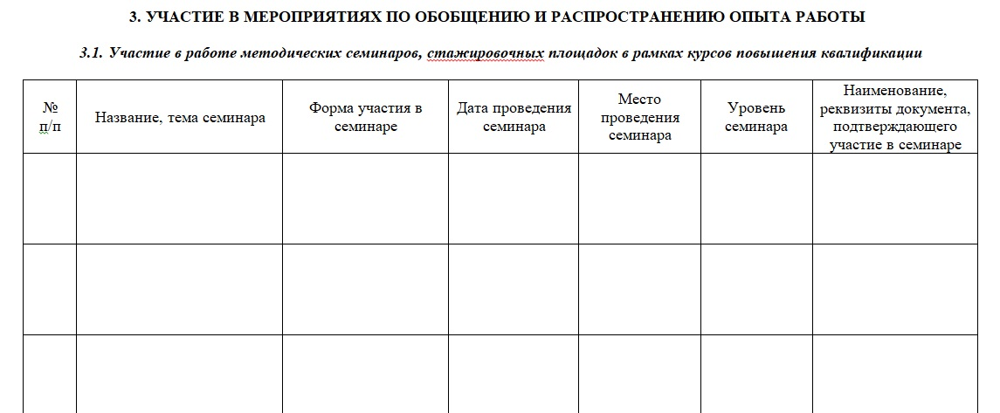 3. УЧАСТИЕ В МЕРОПРИЯТИЯХ ПО ОБОБЩЕНИЮ И РАСПРОСТРАНЕНИЮ ОПЫТА РАБОТЫ
3.1. Участие в работе методических семинаров, стажировочных площадок в рамках курсов повышения квалификации
№
п/п
Название, тема семинара
Форма участия в
семинаре
Дата проведения
семинара
Место
проведения
семинара
Уровень
семинара
Наименование,
реквизиты документа,
подтверждающего
участие в семинаре